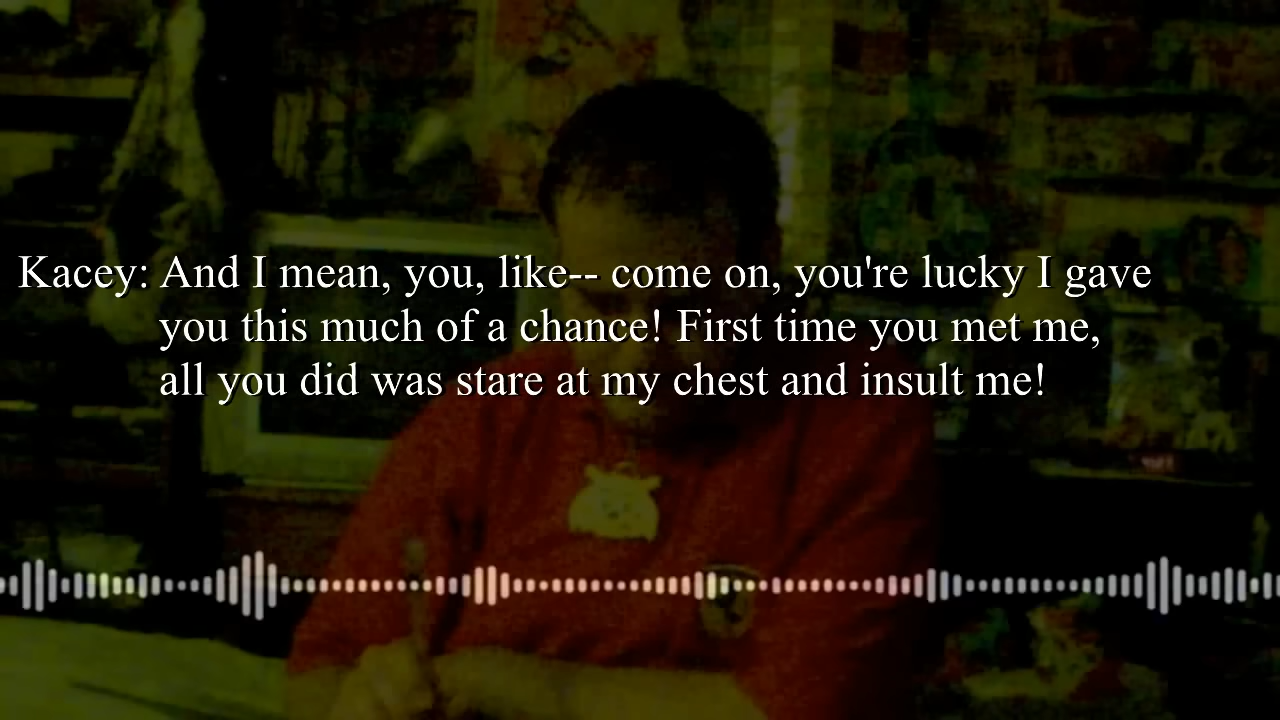 Kacey: And I mean, you, like-- come on, you're lucky I gave
you this much of a chance! First time you met me,
all you did was stare at my chest and insult me!